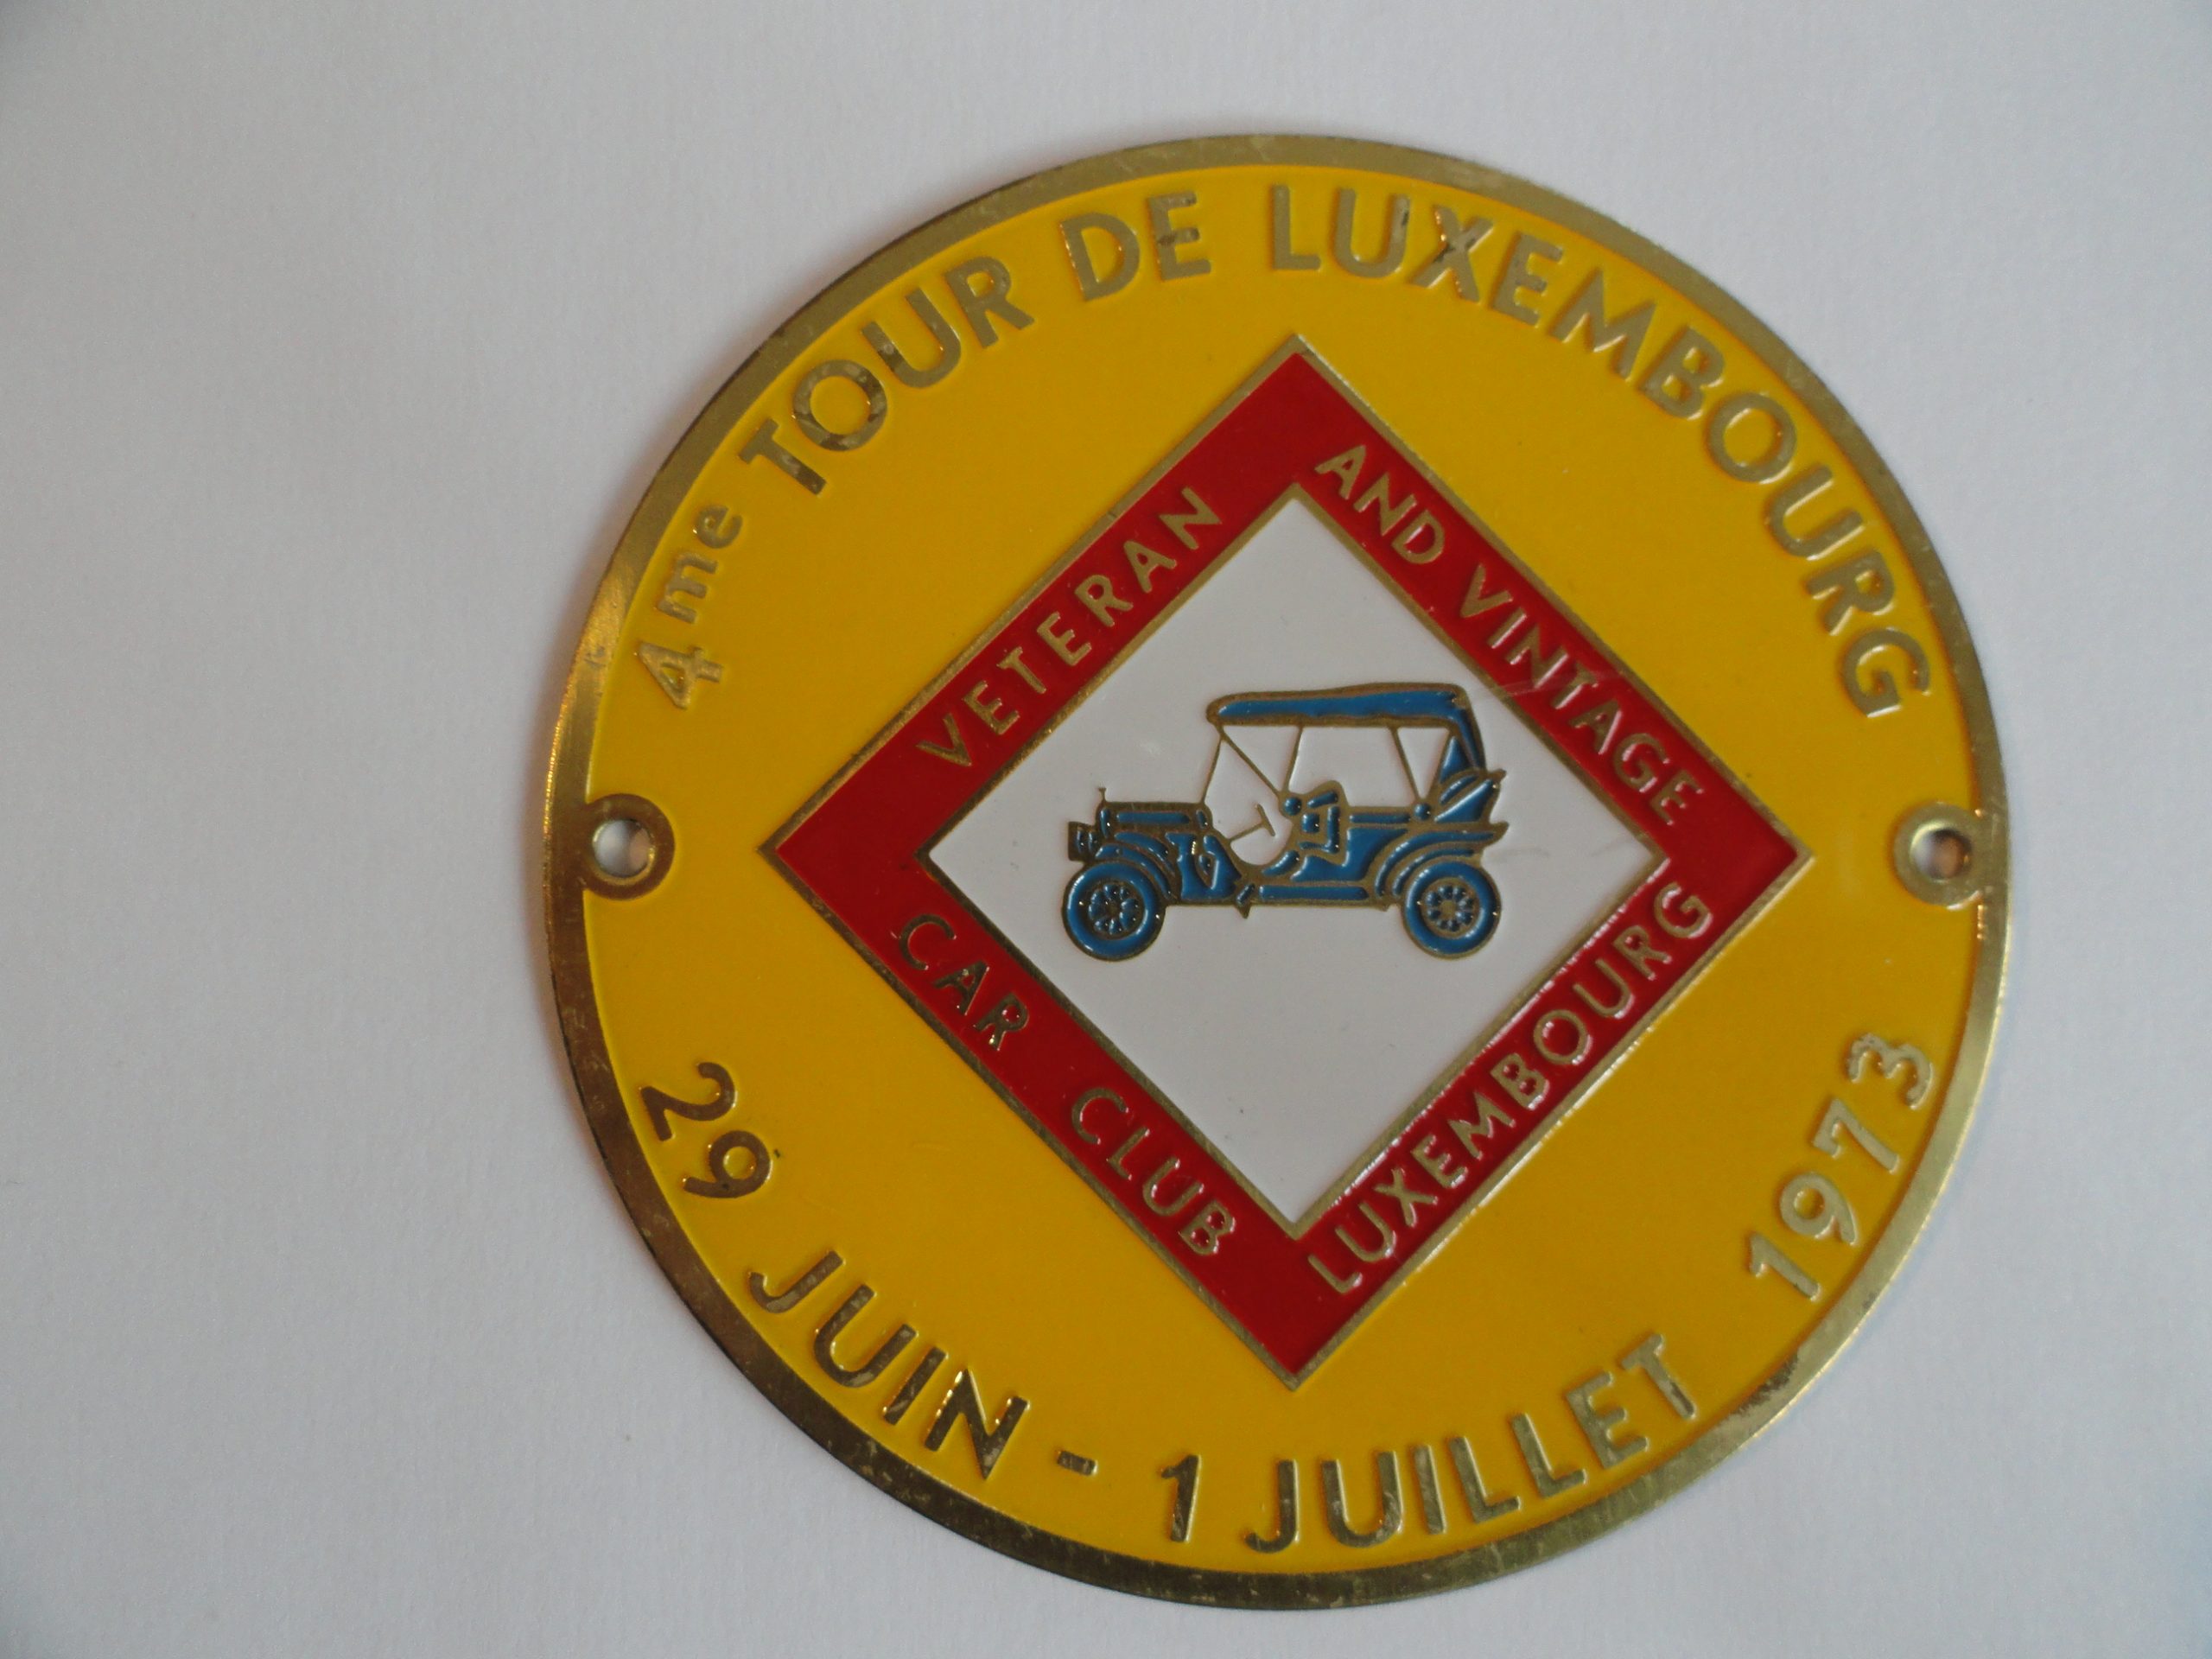 4me TOUR DE LUXEMBOURG
VETERAN
AND VINTAGE
CAR CLUB
LUXEMBOURG
29 JUIN - 1 JUILLET 1973